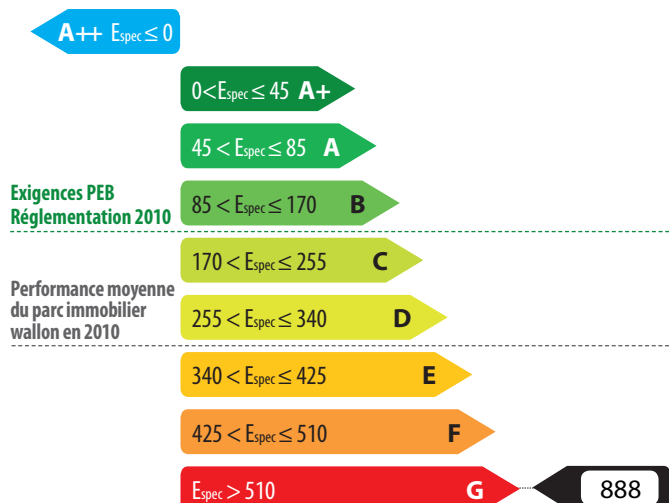 A++ Espec ≤ 0
0<Espec ≤ 45 A+
45 < Espec ≤ 85 A
Exigences PEB
Réglementation 2010
85 < Espec ≤ 170 B
170 < Espec ≤ 255 C
Performance moyenne
du parc immobilier
wallon en 2010
255 < Espec ≤ 340 D
340 < Espec ≤ 425 E
425 < Espec ≤ 510 F
Espec > 510 G 888